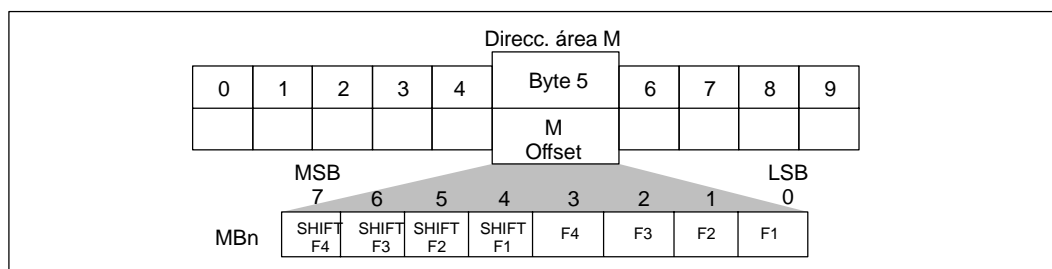 Direcc. área M
0 1 2 3 4 Byte 5 6 7 8 9
M
Offset
MSB LSB
7 6 5 4 3 2 1 0
MBn SHIFT F4 SHIFT F3 SHIFT F2 SHIFT F1 F4 F3 F2 F1